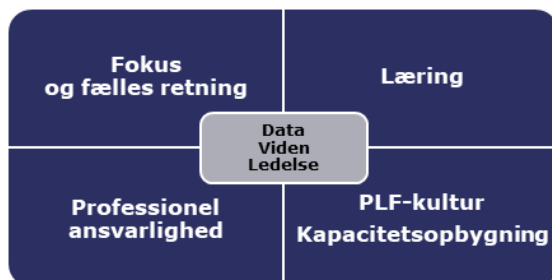 Fokus
og fælles retning
Læring
Data
Viden
Ledelse
Professionel
ansvarlighed
PLF-kultur
Kapacitetsopbygning